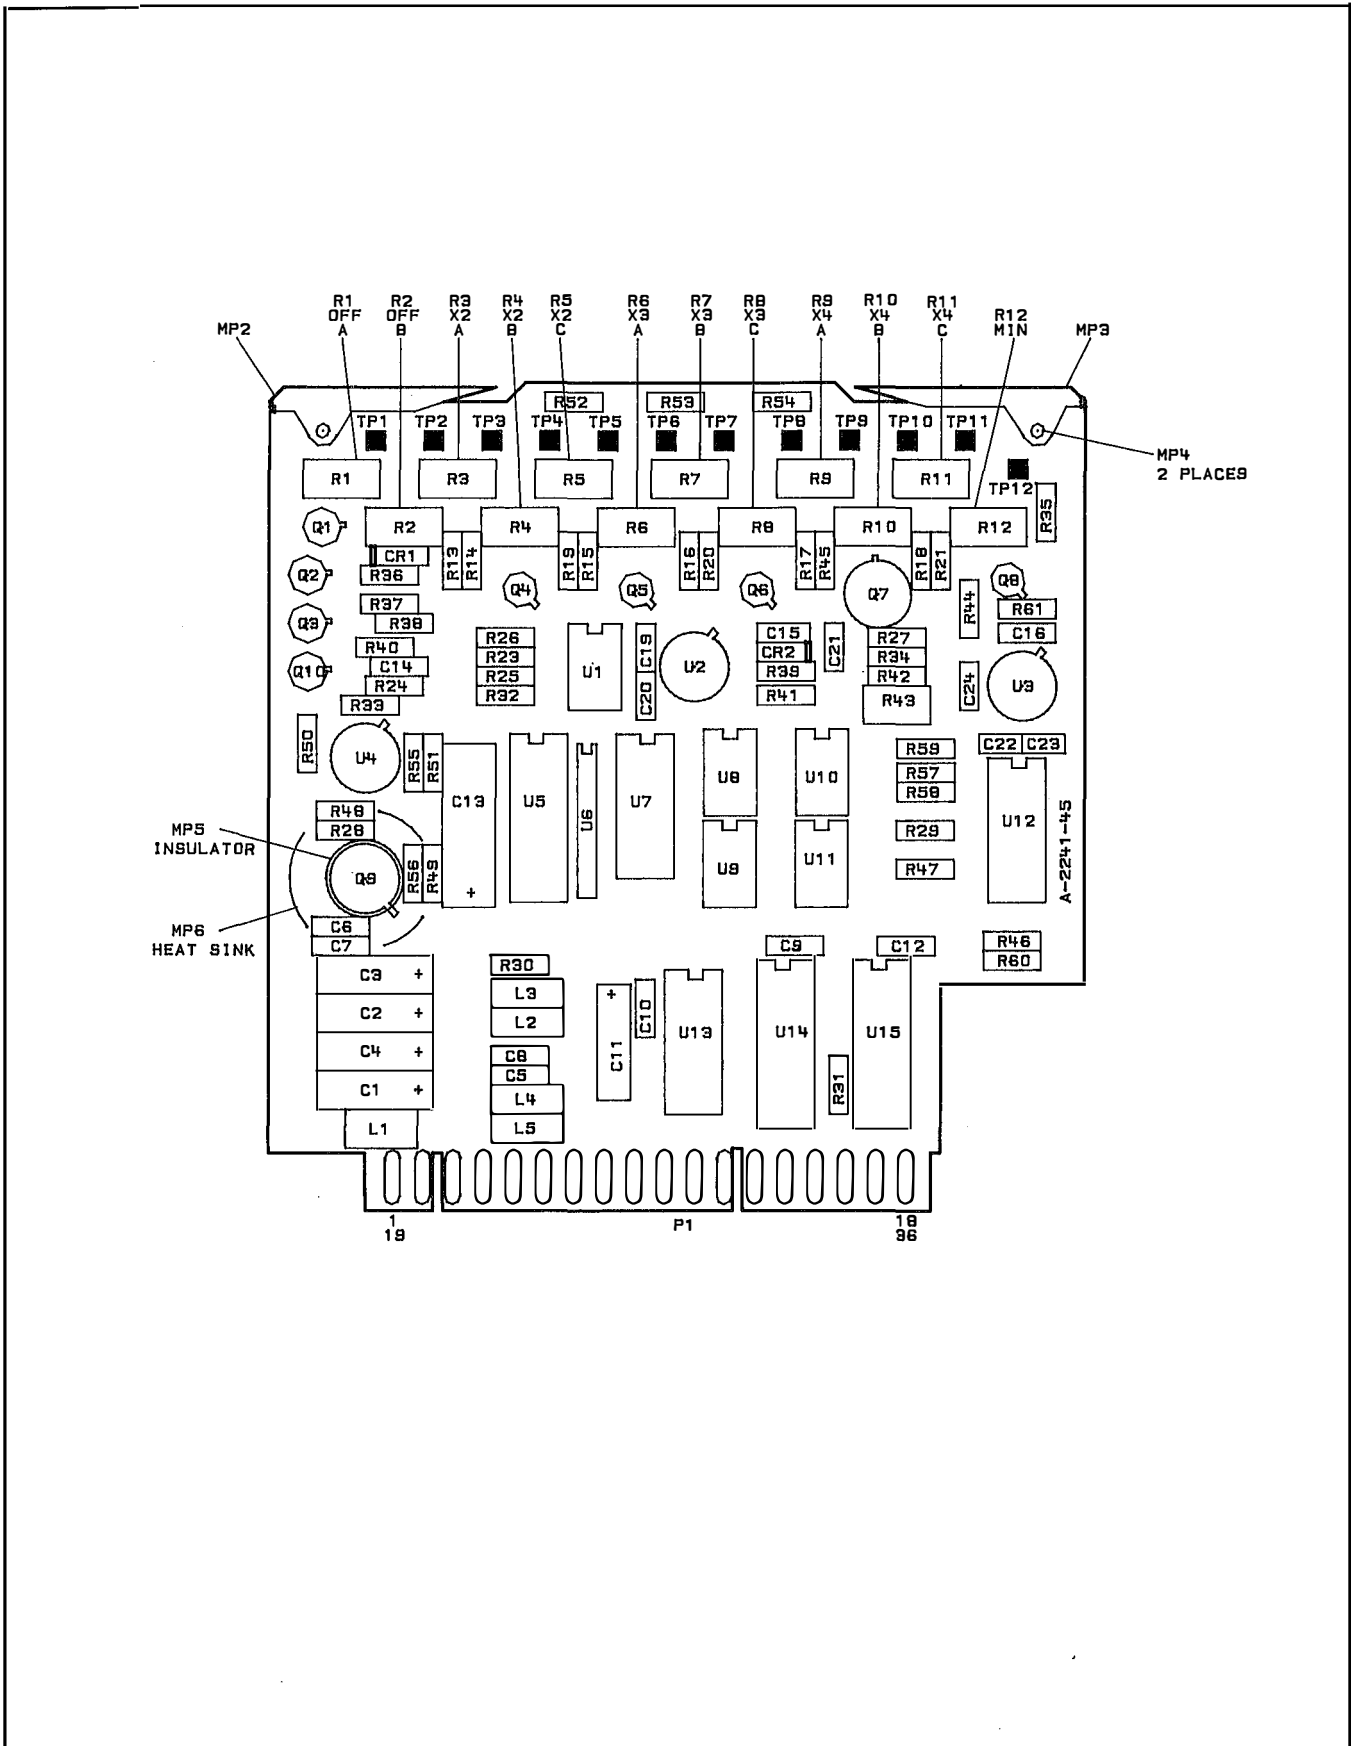 R1 OFF A
R2 OFF B
R3 X2 A
R4 X2 B
R5 X2 C
R6 X3 A
R7 X3 B
R8 X3 C
R9 X4 A
R10 X4 B
R11 X4 C
R12 MIN
MP2
MP3
R52 R53 R54
TP1 TP2 TP3 TP4 TP5 TP6 TP7 TP8 TP9 TP10 TP11
MP4
2 PLACES
R1 R3 R5 R7 R9 R11
TP12
R35
Q1 R2 R4 R6 R8 R10 R12
CR1 R13 R14 R19 R15 R16 R20 R17 R45 R18 R21
Q2 R36 Q4 Q5 Q6 Q7 Q8
R37 R44 R61
Q3 R38 C16
R26 C19 C15 C21 R27
R40 R23 U1 U2 CR2 R34
Q10 C14 R25 C20 R39 R42 C24 U3
R24 R32 R41 R43
R33
R50 U4 R55 R51 R59 C22 C23
C13 U5 U6 U7 U8 U10 R57
R58
R48 U12 A-2241-45
MP5 R28 R29
INSULATOR
Q9 R56 R49 + U9 U11 R47
MP6 C6
HEAT SINK C7 C9 C12 R46
R60
C3 + R30
L3 + C10
C2 + L2 C11 U13 U14 U15
C4 + C8
C5 R31
C1 + L4
L1 L5
1 P1 18
19 36